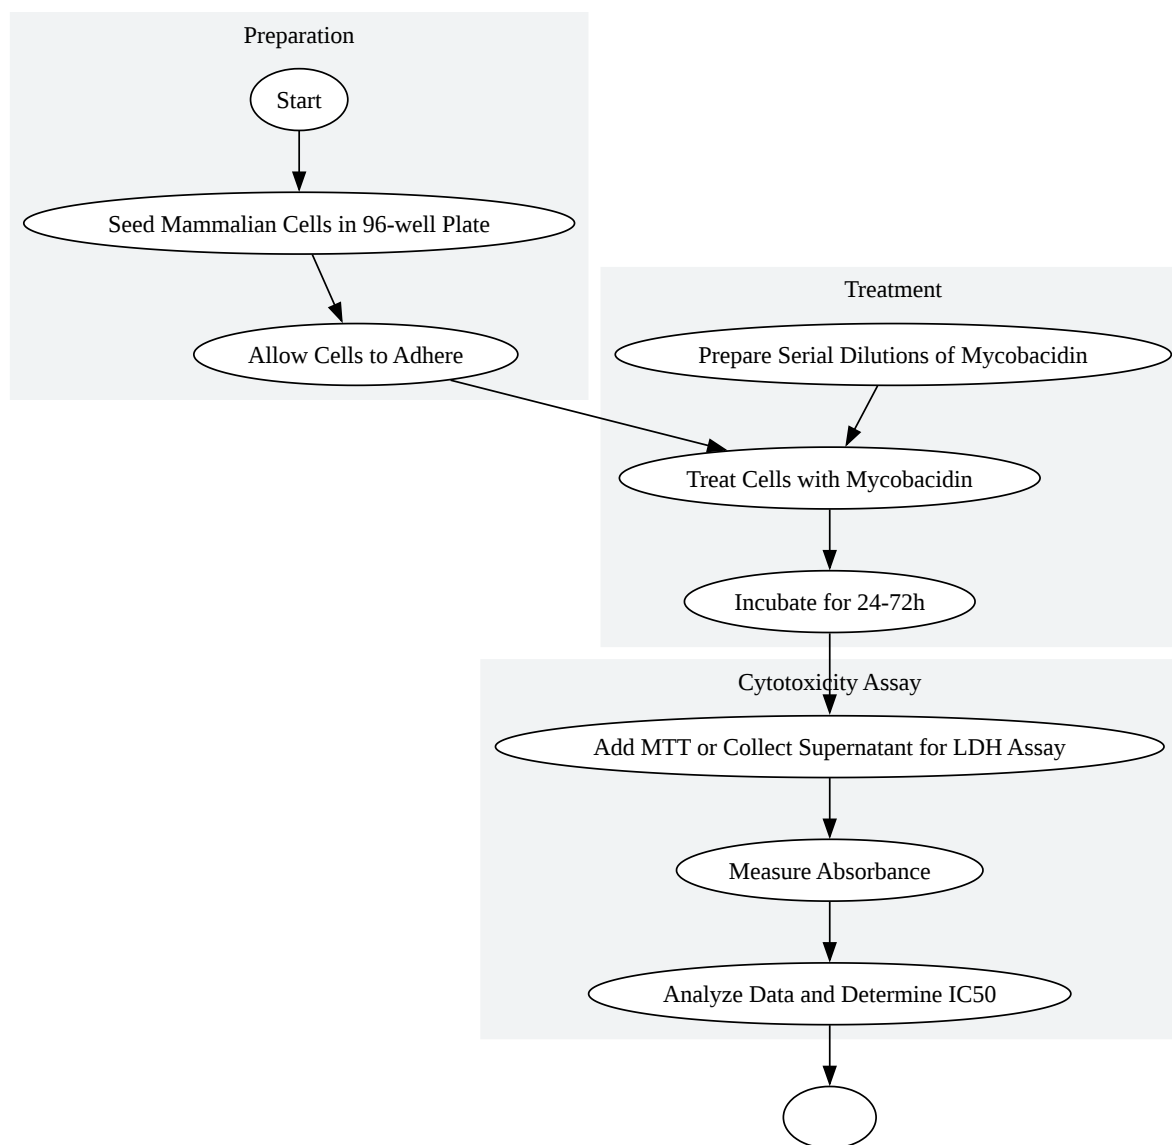 Preparation
Start
Seed Mammalian Cells in 96-well Plate
Allow Cells to Adhere
Treatment
Prepare Serial Dilutions of Mycobacidin
Treat Cells with Mycobacidin
Incubate for 24-72h
Cytotoxicity Assay
Add MTT or Collect Supernatant for LDH Assay
Measure Absorbance
Analyze Data and Determine IC50